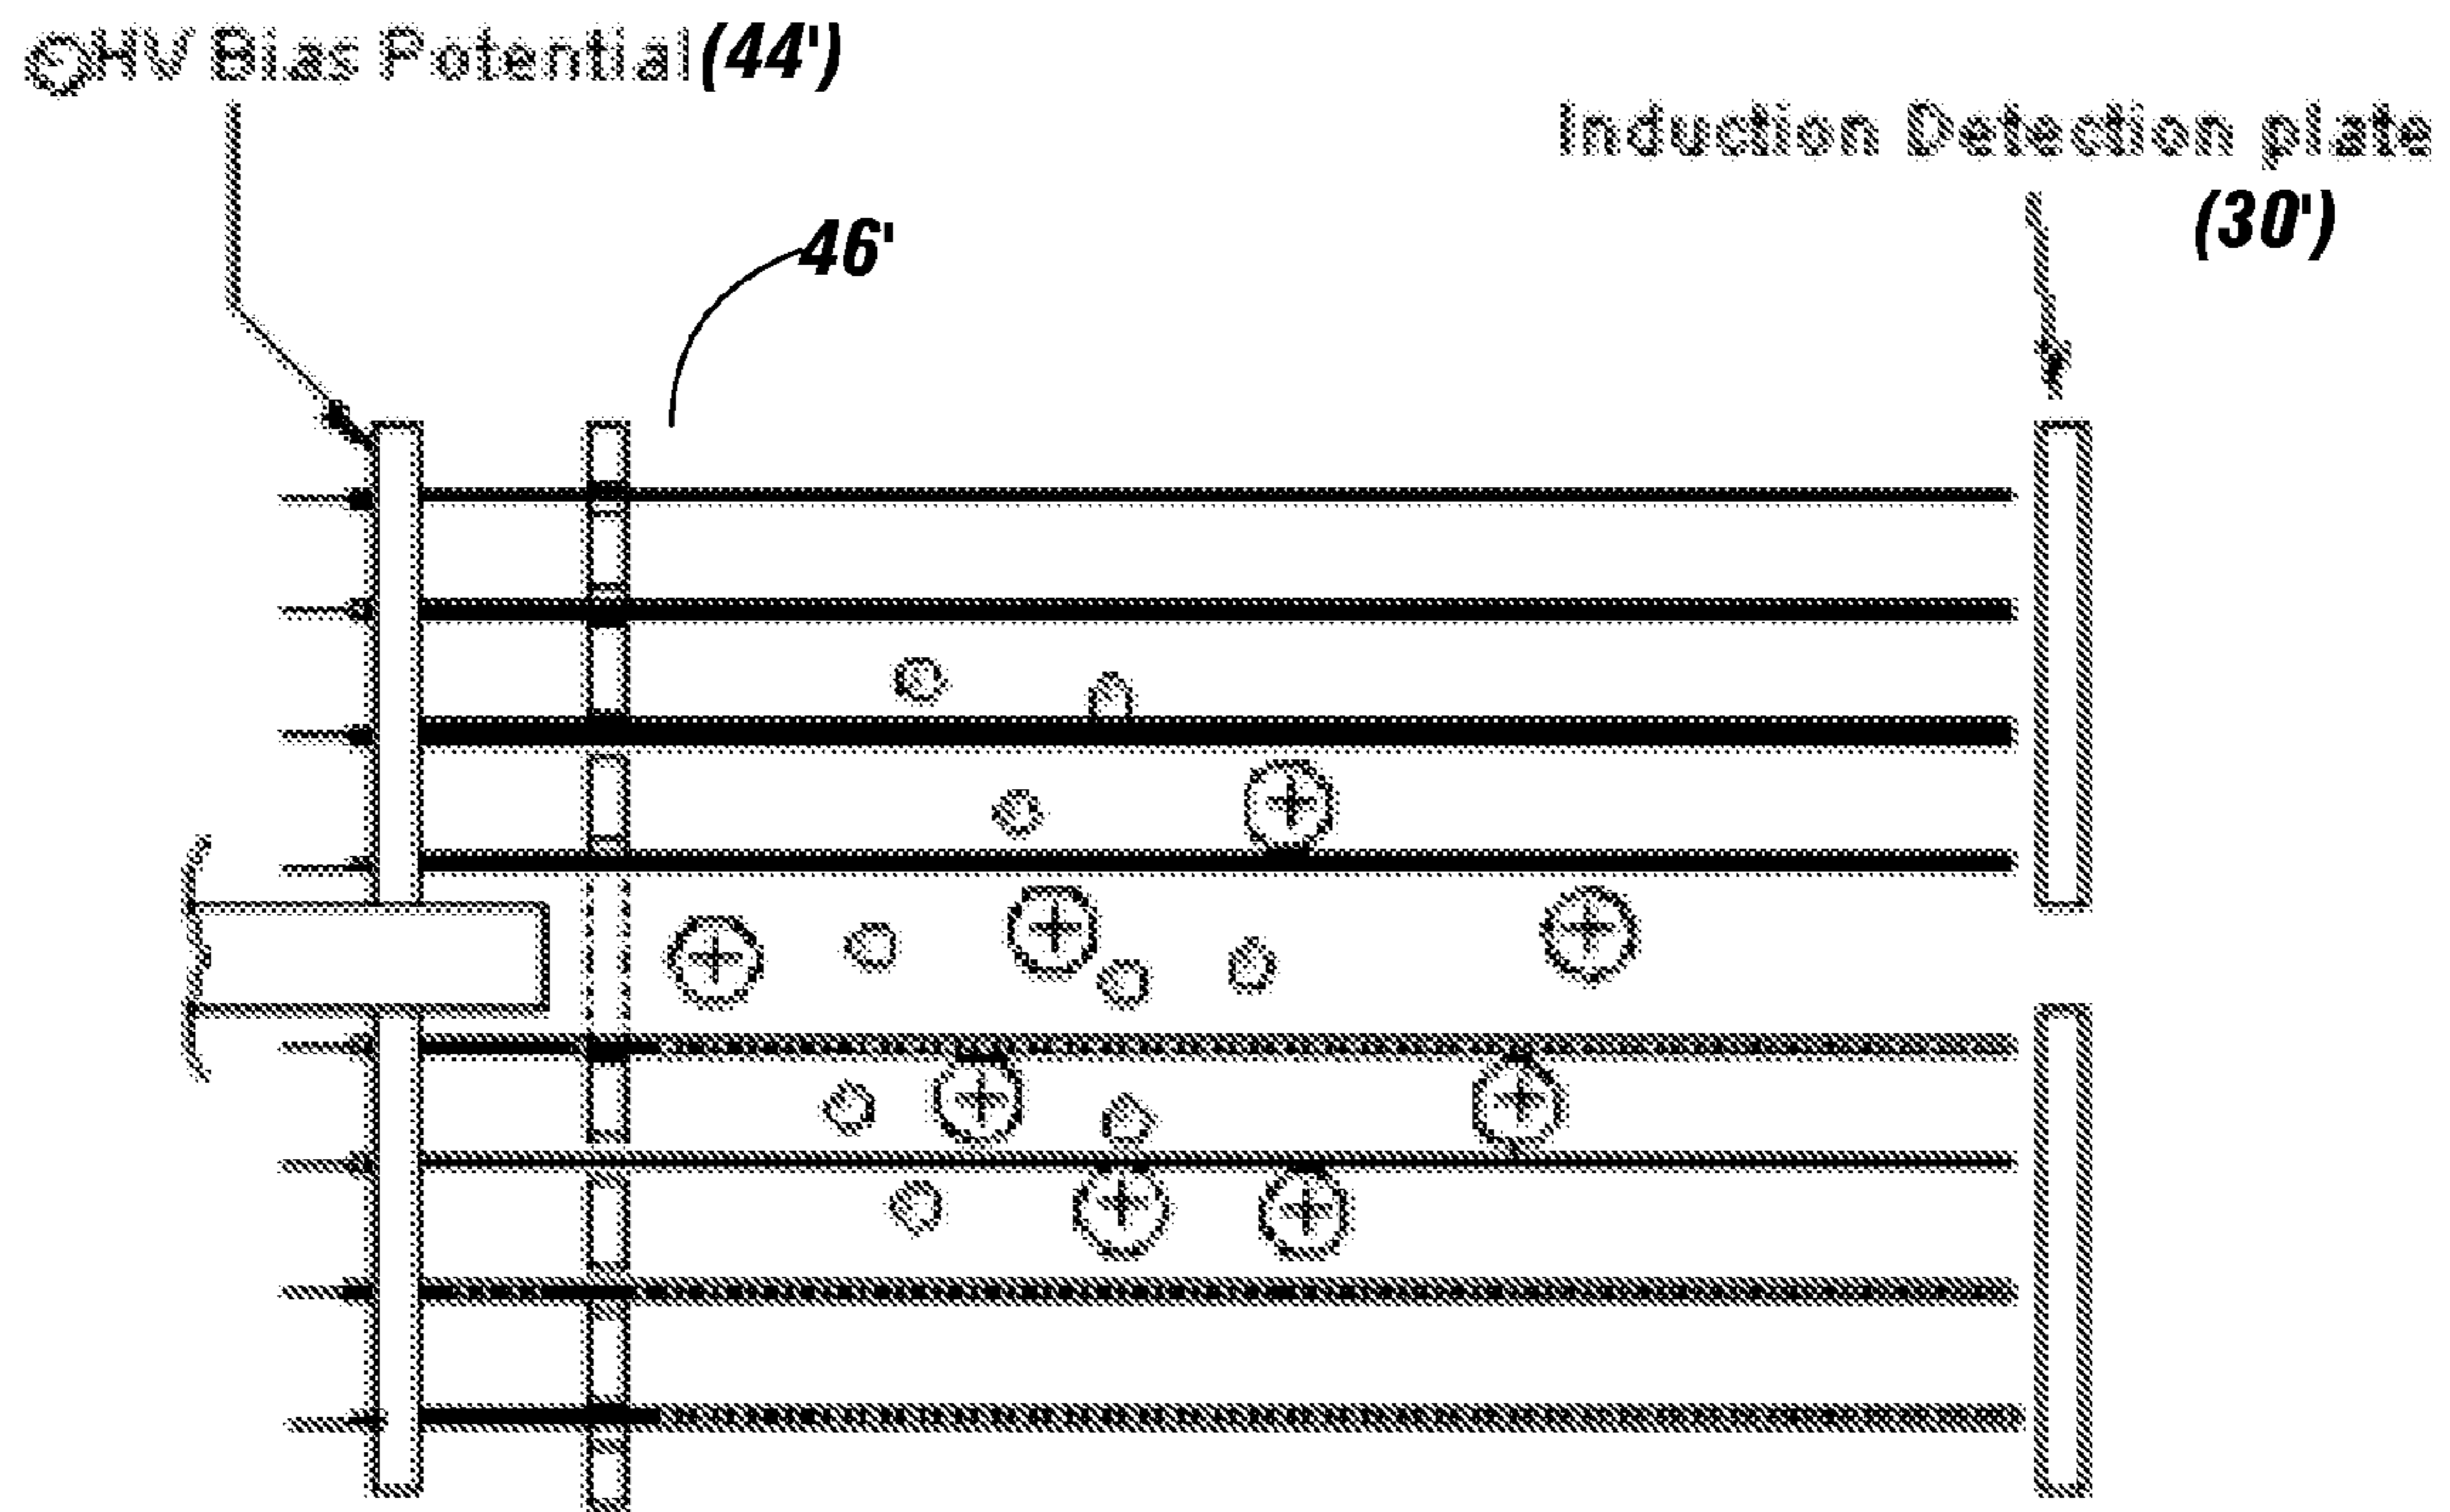 ⊖HV Bias Potential (44')
Induction Detection plate
(30')
46'